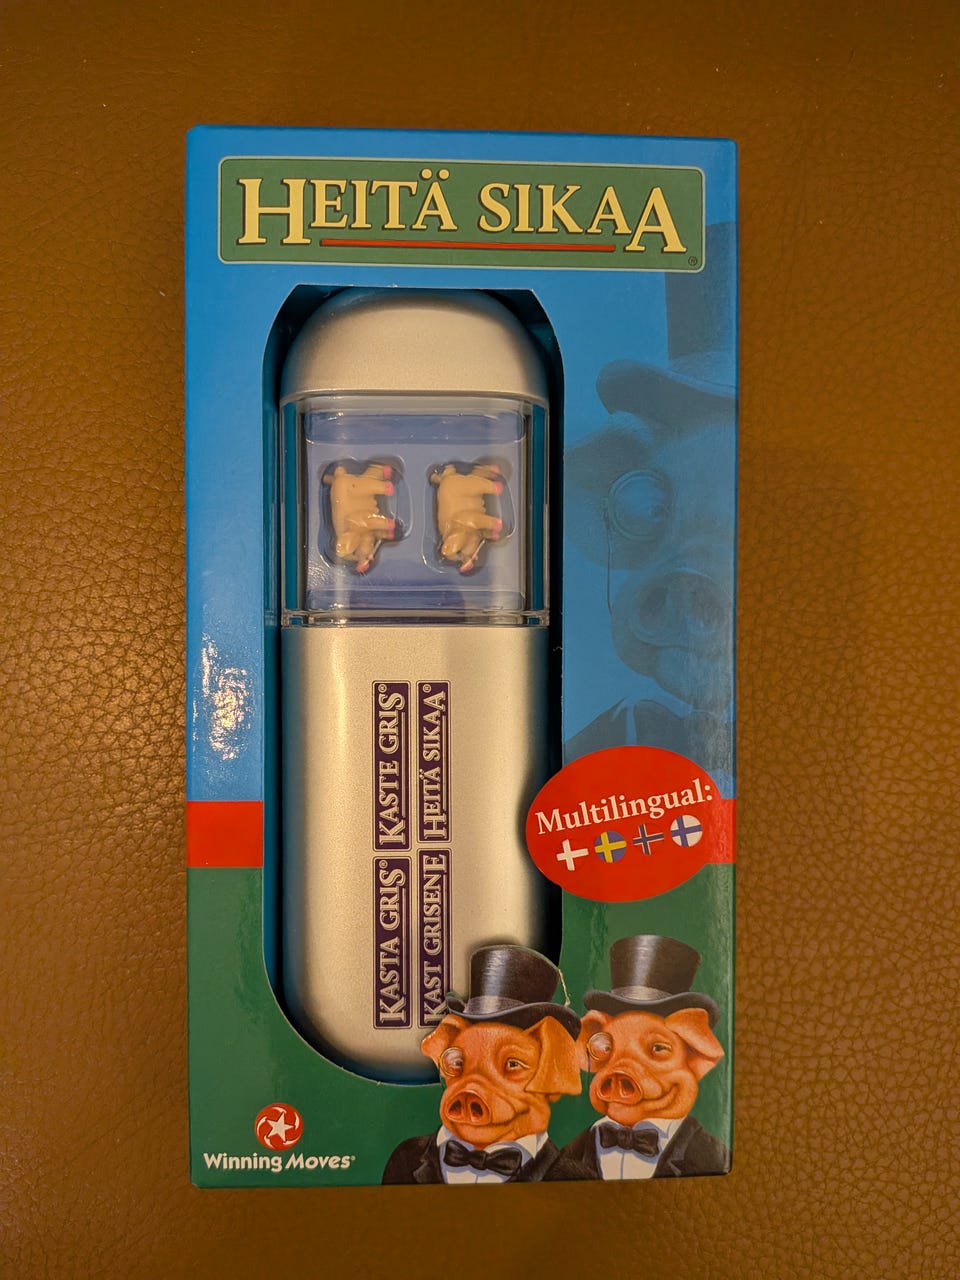 HEITÄ SIKAA®
KASTA GRIS® KASTE GRIS®
KAST GRISENE HEITÄ SIKAA®
Multilingual:
Winning Moves®